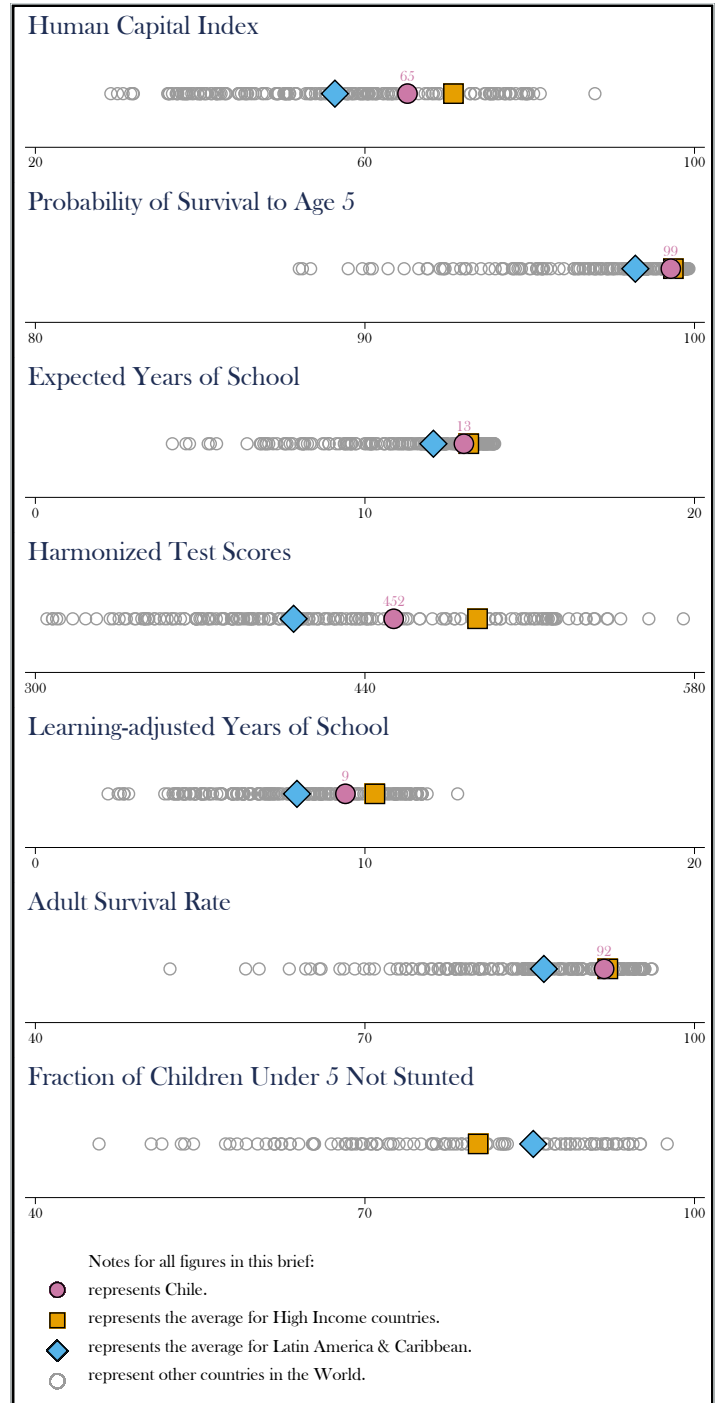 Human Capital Index
65
20 60 100
Probability of Survival to Age 5
99
80 90 100
Expected Years of School
13
0 10 20
Harmonized Test Scores
452
300 440 580
Learning-adjusted Years of School
9
0 10 20
Adult Survival Rate
92
40 70 100
Fraction of Children Under 5 Not Stunted
40 70 100
Notes for all figures in this brief:
represents Chile.
represents the average for High Income countries.
represents the average for Latin America & Caribbean.
represent other countries in the World.